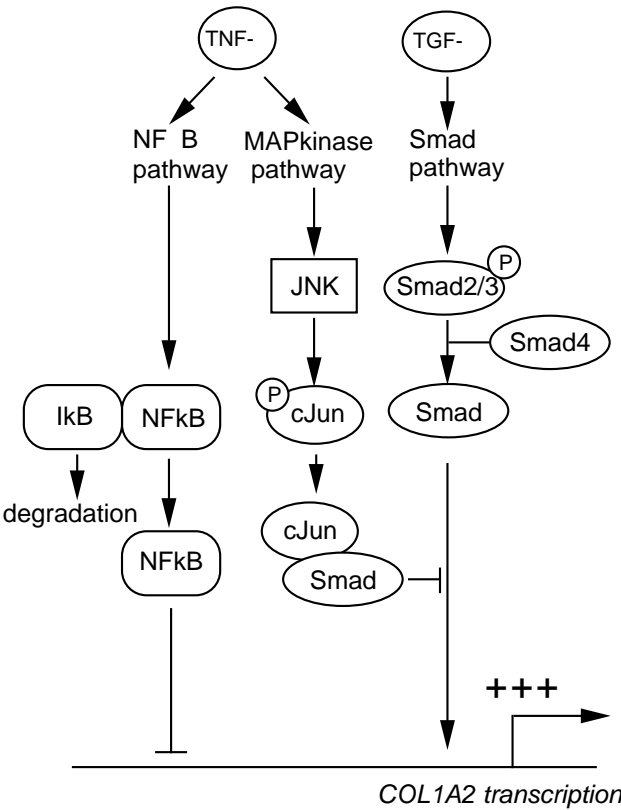 TNF-
TGF-
NF B
pathway
MAPkinase
pathway
Smad
pathway
P
JNK
Smad2/3
Smad4
P
IkB
NFkB
cJun
Smad
degradation
cJun
NFkB
Smad
+++
COL1A2 transcription